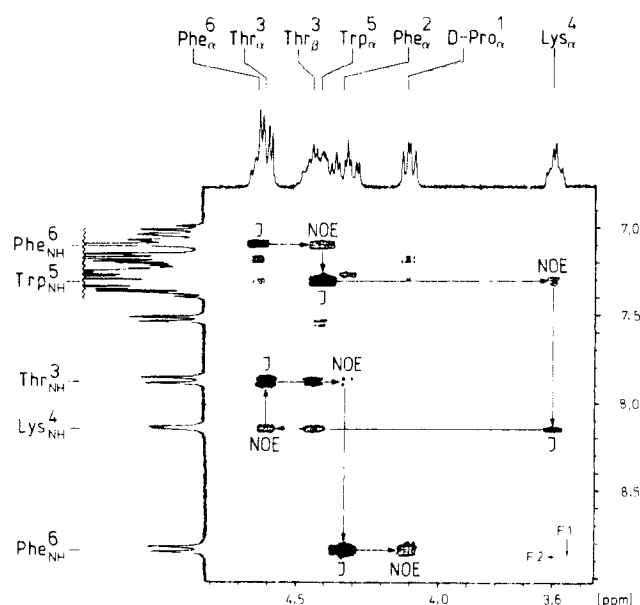 Phe⁶α Thr³α Thr³β Trp⁵α Phe²α D-Pro¹α Lys⁴α
7.0
Phe⁶NH
J NOE
Trp⁵NH
NOE
J
7.5
J NOE
Thr³NH
8.0
Lys⁴NH
NOE
J
8.5
Phe⁶NH
F1
F2
J NOE
4.5 4.0 3.6 [ppm]